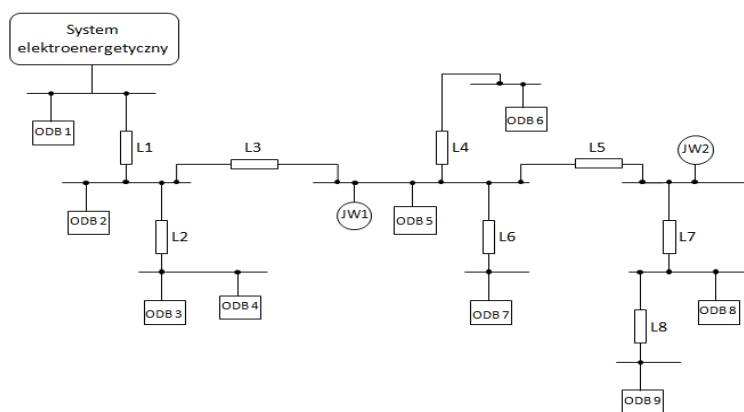 System
elektroenergetyczny
ODB 1
L1
L3
L4
ODB 6
L5
JW2
ODB 2
L2
JW1
ODB 5
L6
L7
ODB 3
ODB 4
ODB 7
L8
ODB 8
ODB 9